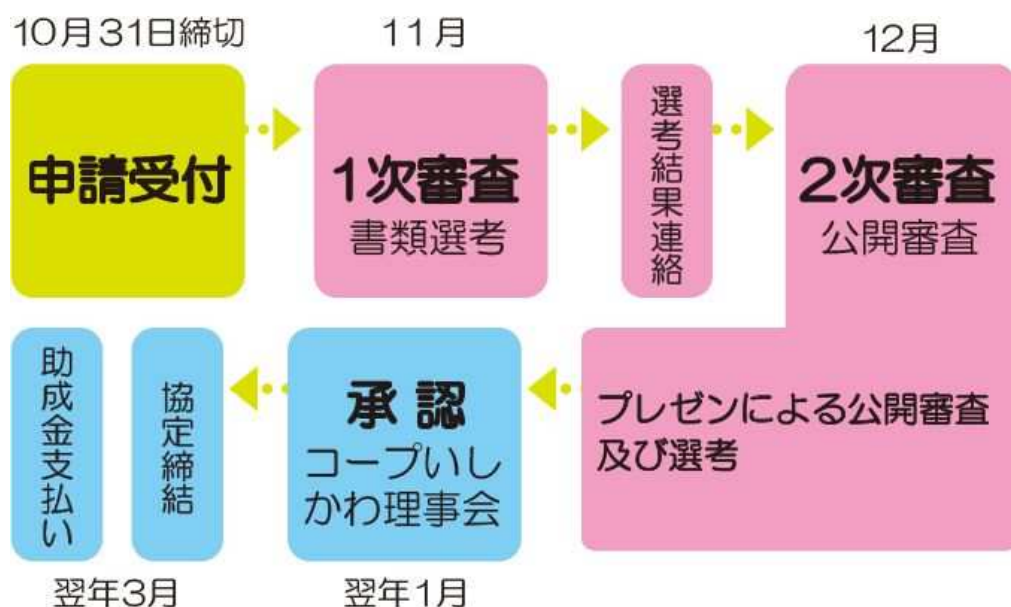 10月31日締切
申請受付
11月
1次審査
書類選考
選考結果連絡
12月
2次審査
公開審査
プレゼンによる公開審査
及び選考
承認
コープいし
かわ理事会
翌年1月
協定締結
助成金支払い
翌年3月